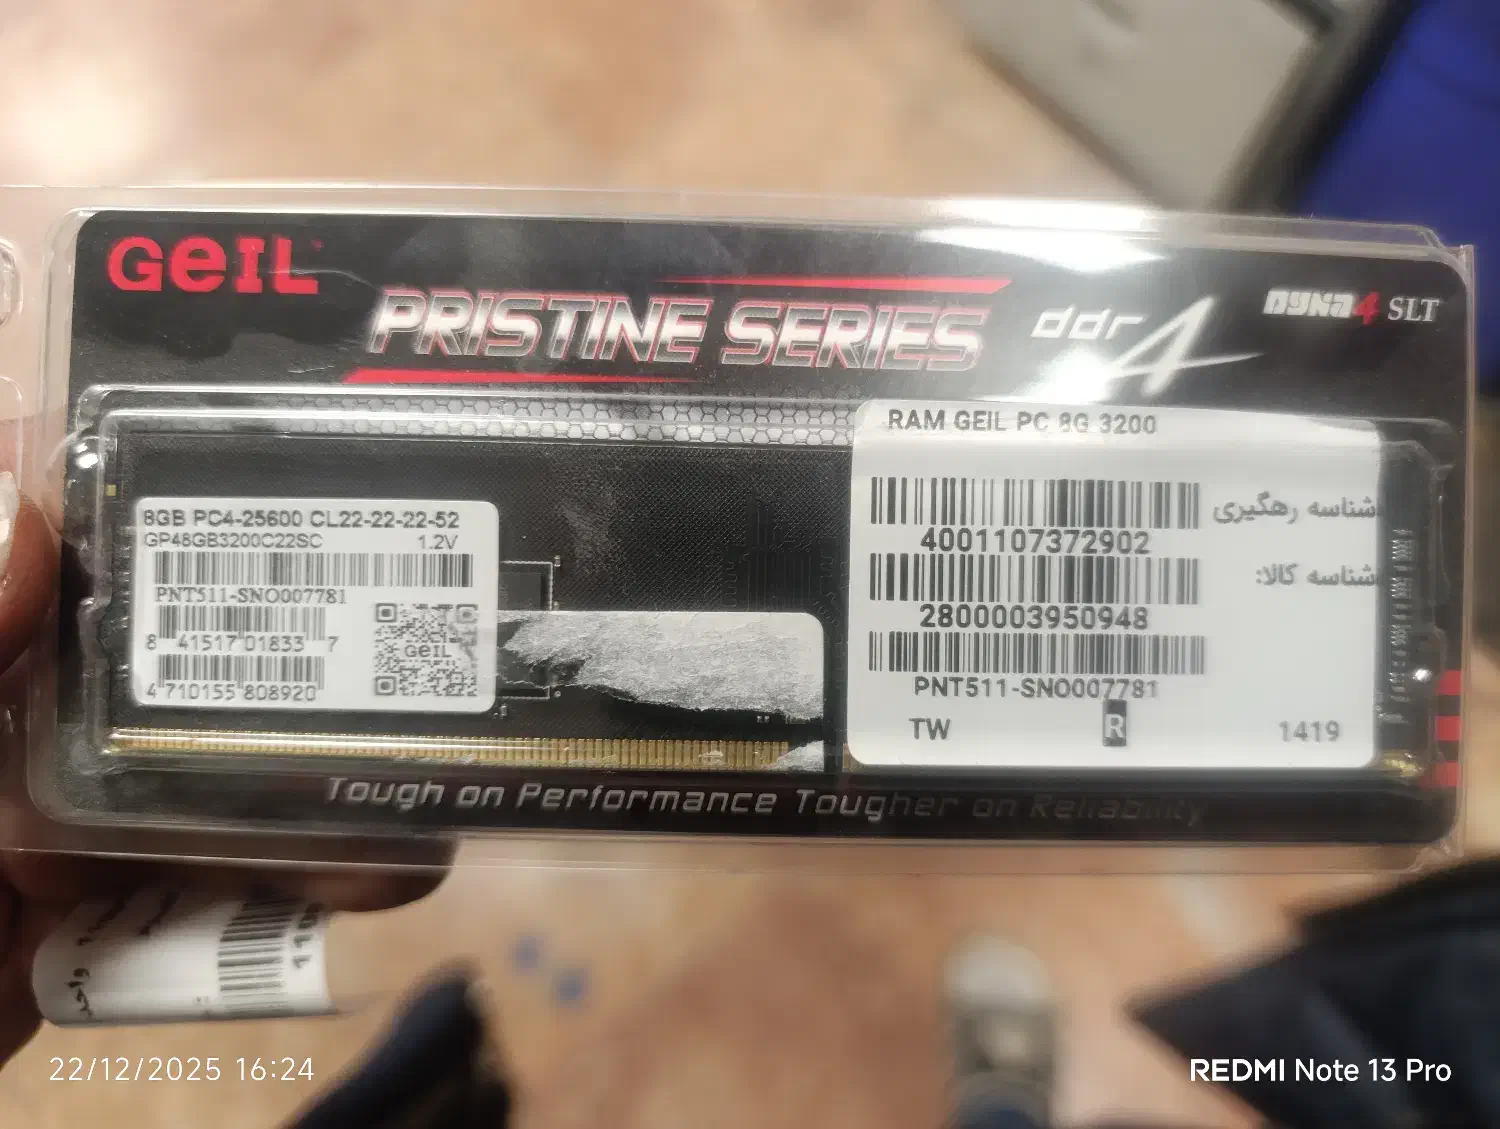 GeIL
PRISTINE SERIES ddr4
DYNA4 SLT
RAM GEIL PC 8G 3200
شناسه رهگیری
4001107372902
شناسه کالا:
2800003950948
PNT511-SNO007781
TW R 1419
8GB PC4-25600 CL22-22-22-52
GP48GB3200C22SC 1.2V
PNT511-SNO007781
8 41517 01833 7
GeIL
4 710155 808920
Tough on Performance Tougher on Reliability
22/12/2025 16:24
REDMI Note 13 Pro